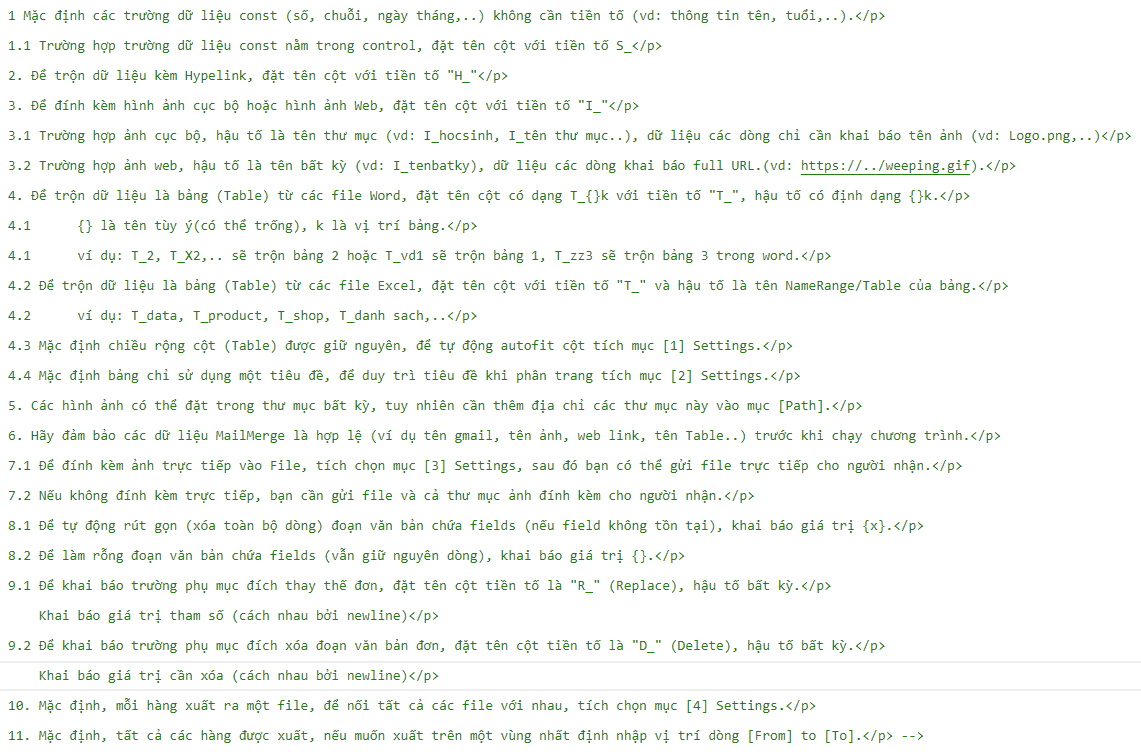 1 Mặc định các trường dữ liệu const (số, chuỗi, ngày tháng,..) không cần tiền tố (vd: thông tin tên, tuổi,..).</p>
1.1 Trường hợp trường dữ liệu const nằm trong control, đặt tên cột với tiền tố S_</p>
2. Để trộn dữ liệu kèm Hypelink, đặt tên cột với tiền tố "H_"</p>
3. Để đính kèm hình ảnh cục bộ hoặc hình ảnh Web, đặt tên cột với tiền tố "I_"</p>
3.1 Trường hợp ảnh cục bộ, hậu tố là tên thư mục (vd: I_hocsinh, I_tên thư mục..), dữ liệu các dòng chỉ cần khai báo tên ảnh (vd: Logo.png,..)</p>
3.2 Trường hợp ảnh web, hậu tố là tên bất kỳ (vd: I_tenbatky), dữ liệu các dòng khai báo full URL.(vd: https://../weeping.gif).</p>
4. Để trộn dữ liệu là bảng (Table) từ các file Word, đặt tên cột có dạng T_{}k với tiền tố "T_", hậu tố có định dạng {}k.</p>
4.1      {} là tên tùy ý(có thể trống), k là vị trí bảng.</p>
4.1      ví dụ: T_2, T_X2,.. sẽ trộn bảng 2 hoặc T_vd1 sẽ trộn bảng 1, T_zz3 sẽ trộn bảng 3 trong word.</p>
4.2 Để trộn dữ liệu là bảng (Table) từ các file Excel, đặt tên cột với tiền tố "T_" và hậu tố là tên NameRange/Table của bảng.</p>
4.2      ví dụ: T_data, T_product, T_shop, T_danh sach,..</p>
4.3 Mặc định chiều rộng cột (Table) được giữ nguyên, để tự động autofit cột tích mục [1] Settings.</p>
4.4 Mặc định bảng chỉ sử dụng một tiêu đề, để duy trì tiêu đề khi phân trang tích mục [2] Settings.</p>
5. Các hình ảnh có thể đặt trong thư mục bất kỳ, tuy nhiên cần thêm địa chỉ các thư mục này vào mục [Path].</p>
6. Hãy đảm bảo các dữ liệu MailMerge là hợp lệ (ví dụ tên gmail, tên ảnh, web link, tên Table..) trước khi chạy chương trình.</p>
7.1 Để đính kèm ảnh trực tiếp vào File, tích chọn mục [3] Settings, sau đó bạn có thể gửi file trực tiếp cho người nhận.</p>
7.2 Nếu không đính kèm trực tiếp, bạn cần gửi file và cả thư mục ảnh đính kèm cho người nhận.</p>
8.1 Để tự động rút gọn (xóa toàn bộ dòng) đoạn văn bản chứa fields (nếu field không tồn tại), khai báo giá trị {x}.</p>
8.2 Để làm rỗng đoạn văn bản chứa fields (vẫn giữ nguyên dòng), khai báo giá trị {}.</p>
9.1 Để khai báo trường phụ mục đích thay thế đơn, đặt tên cột tiền tố là "R_" (Replace), hậu tố bất kỳ.</p>
Khai báo giá trị tham số (cách nhau bởi newline)</p>
9.2 Để khai báo trường phụ mục đích xóa đoạn văn bản đơn, đặt tên cột tiền tố là "D_" (Delete), hậu tố bất kỳ.</p>
Khai báo giá trị cần xóa (cách nhau bởi newline)</p>
10. Mặc định, mỗi hàng xuất ra một file, để nối tất cả các file với nhau, tích chọn mục [4] Settings.</p>
11. Mặc định, tất cả các hàng được xuất, nếu muốn xuất trên một vùng nhất định nhập vị trí dòng [From] to [To].</p> -->